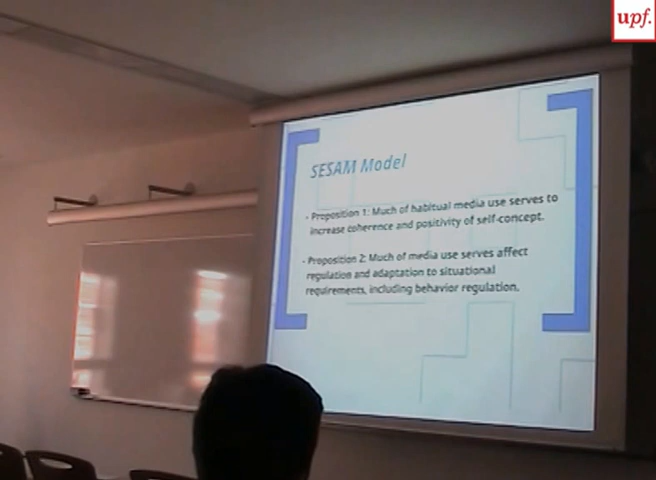 upf.
SESAM Model
- Proposition 1: Much of habitual media use serves to
increase coherence and positivity of self-concept.
- Proposition 2: Much of media use serves affect
regulation and adaptation to situational
requirements, including behavior regulation.